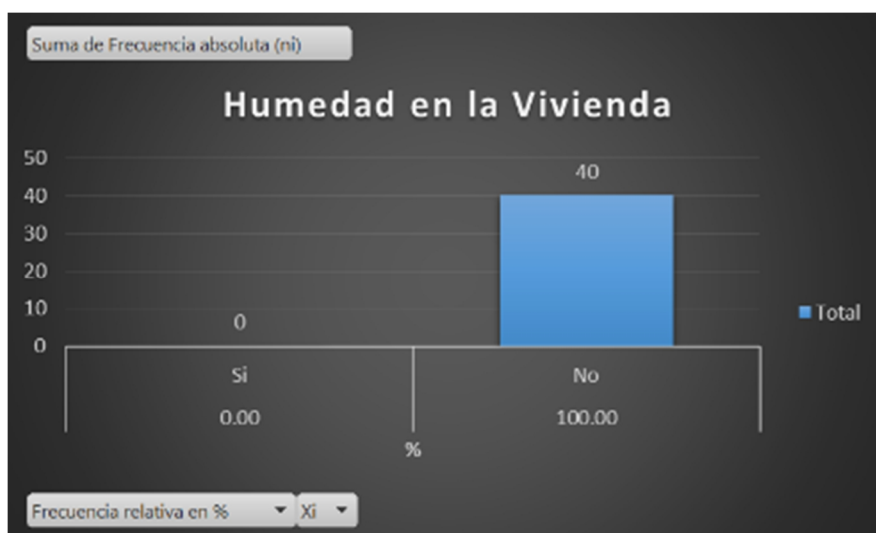 Suma de Frecuencia absoluta (ni)
Humedad en la Vivienda
50
40
30
20
10
0
0
40
Total
Si
No
0.00
100.00
%
Frecuencia relativa en %
Xi